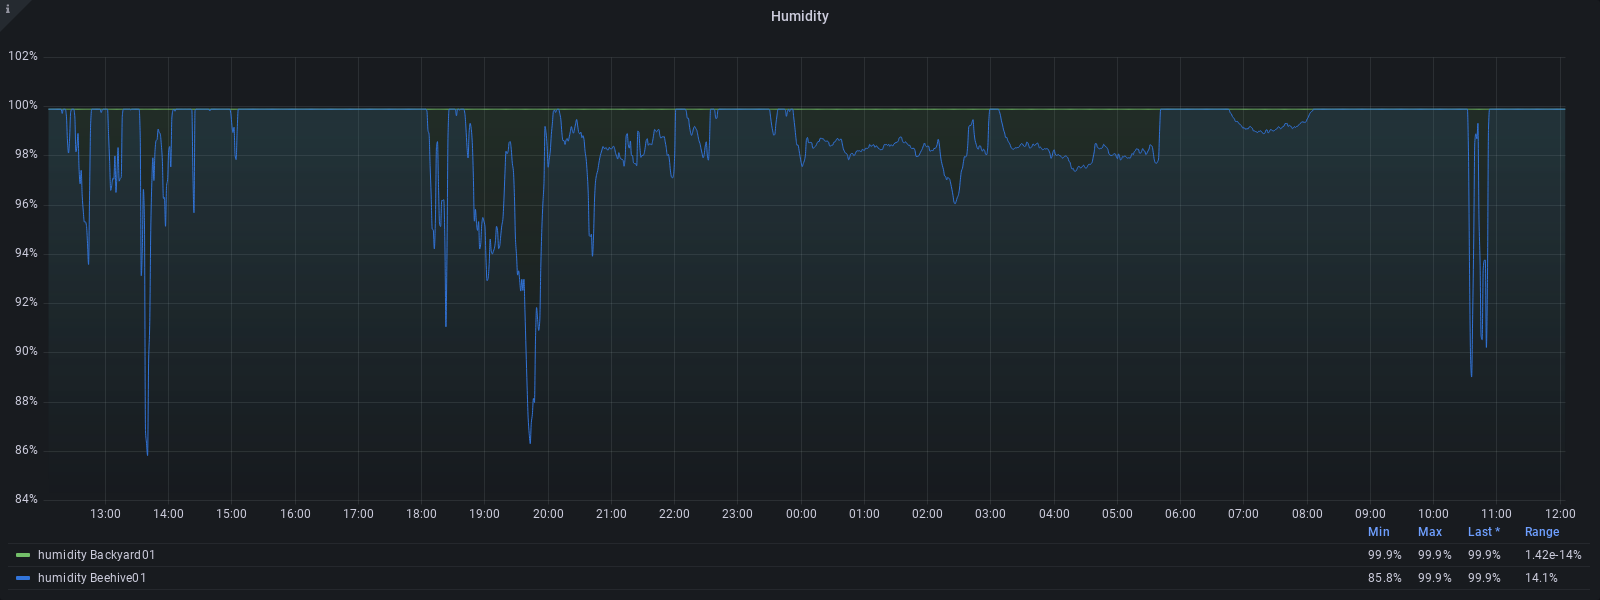 i
Humidity
102%
100%
98%
96%
94%
92%
90%
88%
86%
84%
13:00 14:00 15:00 16:00 17:00 18:00 19:00 20:00 21:00 22:00 23:00 00:00 01:00 02:00 03:00 04:00 05:00 06:00 07:00 08:00 09:00 10:00 11:00 12:00
Min Max Last * Range
humidity Backyard01 99.9% 99.9% 99.9% 1.42e-14%
humidity Beehive01 85.8% 99.9% 99.9% 14.1%